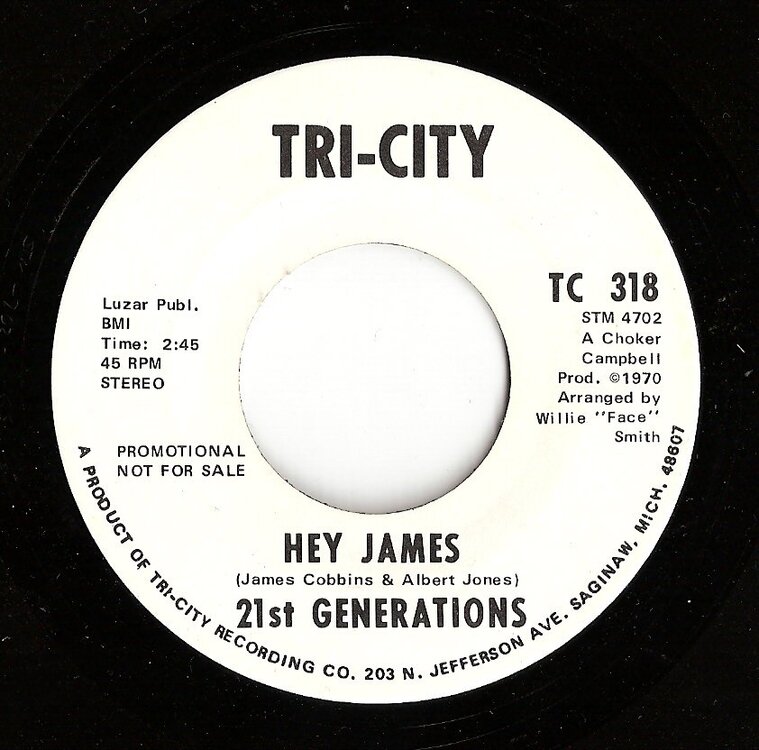 TRI-CITY
Luzar Publ.
BMI
Time: 2:45
45 RPM
STEREO
PROMOTIONAL
NOT FOR SALE
TC 318
STM 4702
A Choker
Campbell
Prod. ©1970
Arranged by
Willie "Face"
Smith
HEY JAMES
(James Cobbins & Albert Jones)
21st GENERATIONS
A PRODUCT OF TRI-CITY RECORDING CO. 203 N. JEFFERSON AVE. SAGINAW, MICH. 48607